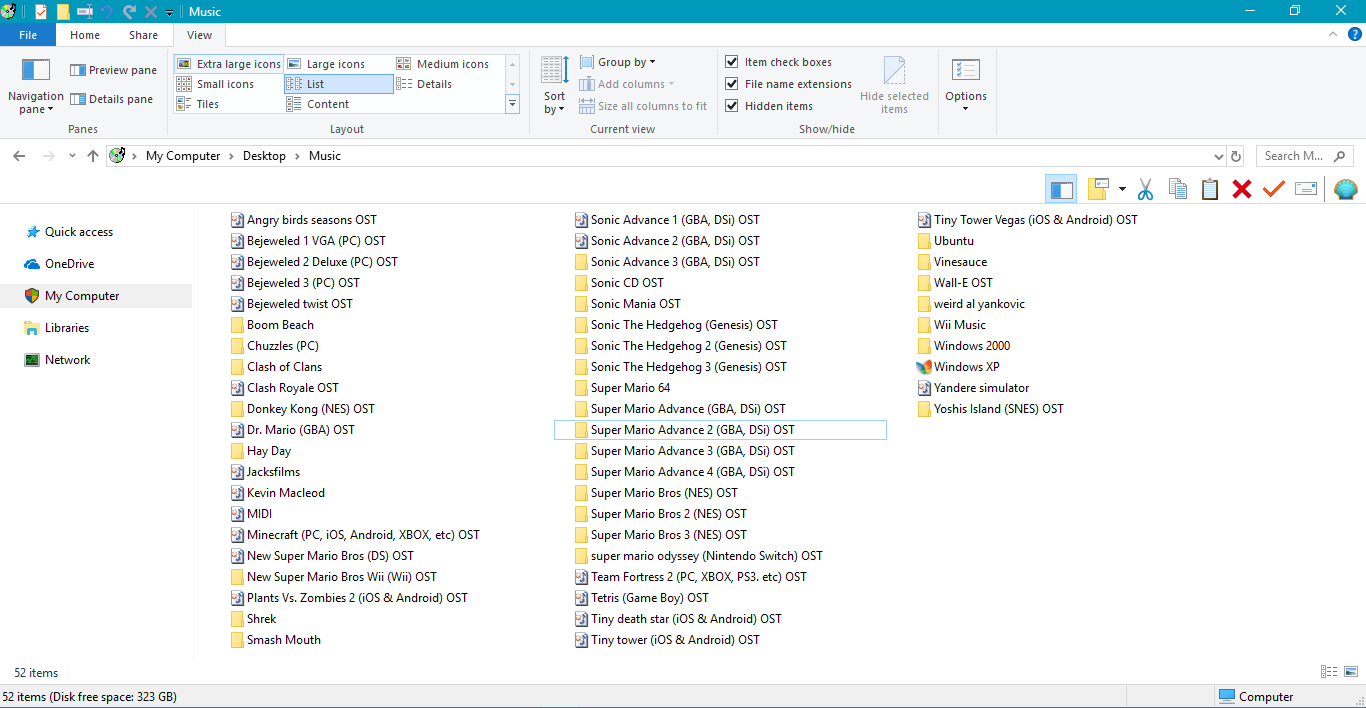 Music
File Home Share View
Navigation pane
Preview pane
Details pane
Panes
Extra large icons Large icons Medium icons
Small icons List Details
Tiles Content
Layout
Sort by
Group by
Add columns
Size all columns to fit
Current view
Item check boxes
File name extensions
Hidden items
Hide selected items
Show/hide
Options
My Computer Desktop Music
Search M...
Quick access
OneDrive
My Computer
Libraries
Network
Angry birds seasons OST
Bejeweled 1 VGA (PC) OST
Bejeweled 2 Deluxe (PC) OST
Bejeweled 3 (PC) OST
Bejeweled twist OST
Boom Beach
Chuzzles (PC)
Clash of Clans
Clash Royale OST
Donkey Kong (NES) OST
Dr. Mario (GBA) OST
Hay Day
Jacksfilms
Kevin Macleod
MIDI
Minecraft (PC, iOS, Android, XBOX, etc) OST
New Super Mario Bros (DS) OST
New Super Mario Bros Wii (Wii) OST
Plants Vs. Zombies 2 (iOS & Android) OST
Shrek
Smash Mouth
Sonic Advance 1 (GBA, DSi) OST
Sonic Advance 2 (GBA, DSi) OST
Sonic Advance 3 (GBA, DSi) OST
Sonic CD OST
Sonic Mania OST
Sonic The Hedgehog (Genesis) OST
Sonic The Hedgehog 2 (Genesis) OST
Sonic The Hedgehog 3 (Genesis) OST
Super Mario 64
Super Mario Advance (GBA, DSi) OST
Super Mario Advance 2 (GBA, DSi) OST
Super Mario Advance 3 (GBA, DSi) OST
Super Mario Advance 4 (GBA, DSi) OST
Super Mario Bros (NES) OST
Super Mario Bros 2 (NES) OST
Super Mario Bros 3 (NES) OST
super mario odyssey (Nintendo Switch) OST
Team Fortress 2 (PC, XBOX, PS3. etc) OST
Tetris (Game Boy) OST
Tiny death star (iOS & Android) OST
Tiny tower (iOS & Android) OST
Tiny Tower Vegas (iOS & Android) OST
Ubuntu
Vinesauce
Wall-E OST
weird al yankovic
Wii Music
Windows 2000
Windows XP
Yandere simulator
Yoshis Island (SNES) OST
52 items
52 items (Disk free space: 323 GB)
Computer